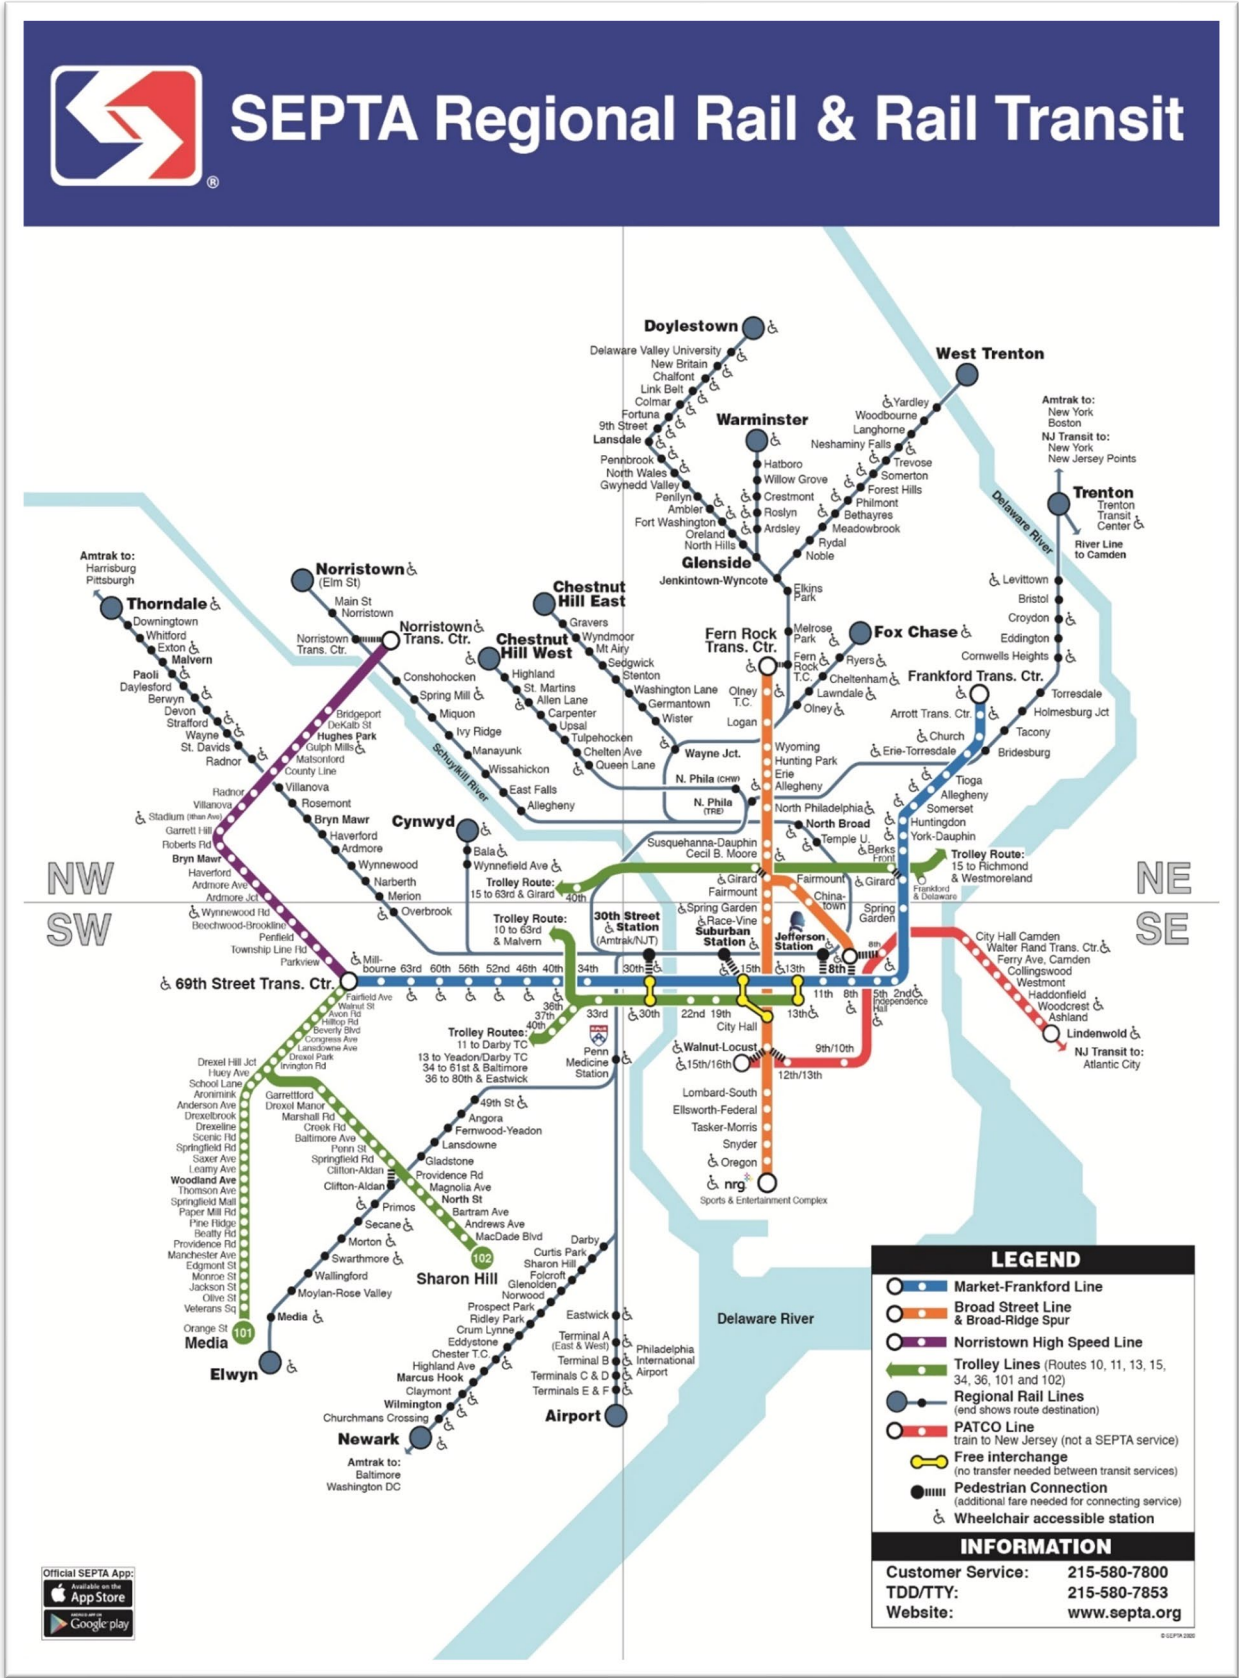 SEPTA Regional Rail & Rail Transit
®
Doylestown
Delaware Valley University
New Britain
Chalfont
Link Belt
Colmar
Fortuna
9th Street
Lansdale
Pennbrook
North Wales
Gwynedd Valley
Penllyn
Ambler
Fort Washington
Oreland
North Hills
Glenside
Jenkintown-Wyncote
Warminster
Hatboro
Willow Grove
Crestmont
Roslyn
Ardsley
West Trenton
Yardley
Woodbourne
Langhorne
Neshaminy Falls
Trevose
Somerton
Forest Hills
Philmont
Bethayres
Meadowbrook
Rydal
Noble
Elkins
Park
Melrose
Park
Fern
Rock
T.C.
Amtrak to:
New York
Boston
NJ Transit to:
New York
New Jersey Points
Trenton
Trenton
Transit
Center
River Line
to Camden
Delaware River
Levittown
Bristol
Croydon
Eddington
Cornwells Heights
Torresdale
Holmesburg Jct
Tacony
Bridesburg
Fox Chase
Ryers
Cheltenham
Lawndale
Olney
Frankford Trans. Ctr.
Arrott Trans. Ctr.
Church
Erie-Torresdale
Tioga
Allegheny
Somerset
Huntingdon
York-Dauphin
Berks
Front
Girard
Spring
Garden
Fern Rock
Trans. Ctr.
Olney
T.C.
Logan
Wyoming
Hunting Park
Erie
Allegheny
North Philadelphia
North Broad
Temple U.
Susquehanna-Dauphin
Cecil B. Moore
Girard
Fairmount
Fairmount
China-
town
Spring Garden
Race-Vine
Amtrak to:
Harrisburg
Pittsburgh
Thorndale
Downingtown
Whitford
Exton
Malvern
Paoli
Daylesford
Berwyn
Devon
Strafford
Wayne
St. Davids
Radnor
Villanova
Rosemont
Bryn Mawr
Haverford
Ardmore
Wynnewood
Narberth
Merion
Overbrook
Norristown
(Elm St)
Main St
Norristown
Norristown
Trans. Ctr.
Norristown
Trans. Ctr.
Conshohocken
Spring Mill
Miquon
Ivy Ridge
Manayunk
Wissahickon
East Falls
Allegheny
Schuylkill River
Chestnut
Hill East
Gravers
Wyndmoor
Mt Airy
Sedgwick
Stenton
Washington Lane
Germantown
Wister
Wayne Jct.
Chestnut
Hill West
Highland
St. Martins
Allen Lane
Carpenter
Upsal
Tulpehocken
Chelten Ave
Queen Lane
N. Phila (CHW)
N. Phila
(TRE)
Cynwyd
Bala
Wynnefield Ave
Bridgeport
DeKalb St
Hughes Park
Gulph Mills
Matsonford
County Line
Radnor
Villanova
Stadium (Ithan Ave)
Garrett Hill
Roberts Rd
Bryn Mawr
Haverford
Ardmore Ave
Ardmore Jct
Wynnewood Rd
Beechwood-Brookline
Penfield
Township Line Rd
Parkview
NW
SW
NE
SE
Trolley Route:
15 to 63rd & Girard
40th
Trolley Route:
15 to Richmond
& Westmoreland
Frankford
& Delaware
Trolley Route:
10 to 63rd
& Malvern
30th Street
Station
(Amtrak/NJT)
Suburban
Station
Jefferson
Station
8th
69th Street Trans. Ctr.
Mill-
bourne
63rd
60th
56th
52nd
46th
40th
34th
30th
15th
13th
8th
11th
8th
5th
Independence
Hall
2nd
36th
37th
40th
33rd
30th
22nd
19th
13th
City Hall
Trolley Routes:
11 to Darby TC
13 to Yeadon/Darby TC
34 to 61st & Baltimore
36 to 80th & Eastwick
Penn
Medicine
Station
Walnut-Locust
15th/16th
12th/13th
9th/10th
Lombard-South
Ellsworth-Federal
Tasker-Morris
Snyder
Oregon
nrg
Sports & Entertainment Complex
City Hall Camden
Walter Rand Trans. Ctr.
Ferry Ave, Camden
Collingswood
Westmont
Haddonfield
Woodcrest
Ashland
Lindenwold
NJ Transit to:
Atlantic City
Fairfield Ave
Walnut St
Avon Rd
Hilltop Rd
Beverly Blvd
Congress Ave
Lansdowne Ave
Drexel Park
Irvington Rd
Drexel Hill Jct
Huey Ave
School Lane
Aronimink
Anderson Ave
Drexelbrook
Drexeline
Scenic Rd
Springfield Rd
Saxer Ave
Leamy Ave
Woodland Ave
Thomson Ave
Springfield Mall
Paper Mill Rd
Pine Ridge
Beatty Rd
Providence Rd
Manchester Ave
Edgmont St
Monroe St
Jackson St
Olive St
Veterans Sq
Orange St
Media
101
Garrettford
Drexel Manor
Marshall Rd
Creek Rd
Baltimore Ave
Penn St
Springfield Rd
Clifton-Aldan
Clifton-Aldan
Providence Rd
Magnolia Ave
North St
Bartram Ave
Andrews Ave
MacDade Blvd
102
Sharon Hill
49th St
Angora
Fernwood-Yeadon
Lansdowne
Gladstone
Primos
Secane
Morton
Swarthmore
Wallingford
Moylan-Rose Valley
Media
Elwyn
Darby
Curtis Park
Sharon Hill
Folcroft
Glenolden
Norwood
Prospect Park
Ridley Park
Crum Lynne
Eddystone
Chester T.C.
Highland Ave
Marcus Hook
Claymont
Wilmington
Churchmans Crossing
Newark
Amtrak to:
Baltimore
Washington DC
Eastwick
Terminal A
(East & West)
Terminal B
Terminals C & D
Terminals E & F
Philadelphia
International
Airport
Airport
Delaware River
LEGEND
Market-Frankford Line
Broad Street Line
& Broad-Ridge Spur
Norristown High Speed Line
Trolley Lines (Routes 10, 11, 13, 15,
34, 36, 101 and 102)
Regional Rail Lines
(end shows route destination)
PATCO Line
train to New Jersey (not a SEPTA service)
Free interchange
(no transfer needed between transit services)
Pedestrian Connection
(additional fare needed for connecting service)
Wheelchair accessible station
INFORMATION
Customer Service: 215-580-7800
TDD/TTY: 215-580-7853
Website: www.septa.org
© SEPTA 2020
Official SEPTA App:
Available on the
App Store
Google play